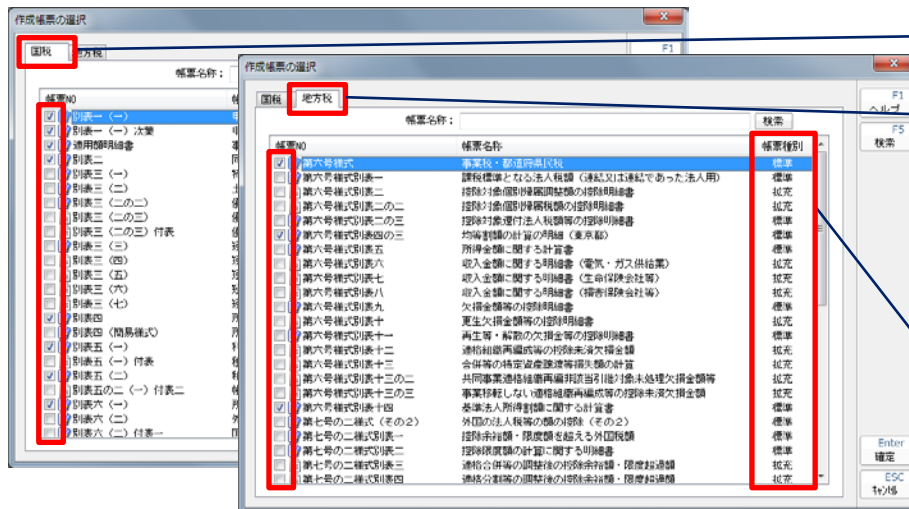 作成帳票の選択
国税 地方税
F1
帳票名称：
帳票NO
別表一（一）
別表一（一）次葉
適用額明細書
別表二
別表三（一）
別表三（二）
別表三（二の二）
別表三（二の三）
別表三（二の三）付表
別表三（三）
別表三（四）
別表三（五）
別表三（六）
別表三（七）
別表四
別表四（簡易様式）
別表五（一）
別表五（一）付表
別表五（二）
別表五の二（一）付表二
別表六（一）
別表六（二）
別表六（二）付表一
作成帳票の選択
国税 地方税
帳票名称： 検索
F1
ヘルプ
F5
検索
帳票NO 帳票名称 帳票種別
第六号様式 事業税・都道府県民税 標準
第六号様式別表一 課税標準となる法人税額（連結又は連結であった法人用） 標準
第六号様式別表二 控除対象個別帰属調整額の控除明細書 拡充
第六号様式別表二の二 控除対象個別帰属税額の控除明細書 拡充
第六号様式別表二の三 控除対象還付法人税額等の控除明細書 標準
第六号様式別表四の三 均等割額の計算の明細（東京都） 標準
第六号様式別表五 所得金額に関する計算書 標準
第六号様式別表六 収入金額に関する明細書（電気・ガス供給業） 拡充
第六号様式別表七 収入金額に関する明細書（生命保険会社等） 拡充
第六号様式別表八 収入金額に関する明細書（損害保険会社等） 拡充
第六号様式別表九 欠損金額等の控除明細書 標準
第六号様式別表十 更生欠損金額等の控除明細書 拡充
第六号様式別表十一 再生等・解散の欠損金等の控除明細書 標準
第六号様式別表十二 適格組織再編成等の控除未済欠損金額 拡充
第六号様式別表十三 合併等の特定資産譲渡等損失額の計算 拡充
第六号様式別表十三の二 共同事業適格組織再編非該当引継対象未処理欠損金額等 拡充
第六号様式別表十三の三 事業移転しない適格組織再編成等の控除未済欠損金額 拡充
第六号様式別表十四 基準法人所得割額に関する計算書 標準
第七号の二様式（その２） 外国の法人税等の額の控除（その２） 標準
第七号の二様式別表一 控除余裕額・限度額を超える外国税額 標準
第七号の二様式別表二 控除限度額の計算に関する明細書 標準
第七号の二様式別表三 適格合併等の調整後の控除余裕額・限度超過額 拡充
第七号の二様式別表四 適格分割等の調整後の控除余裕額・限度超過額 拡充
Enter
確定
ESC
ｷｬﾝｾﾙ